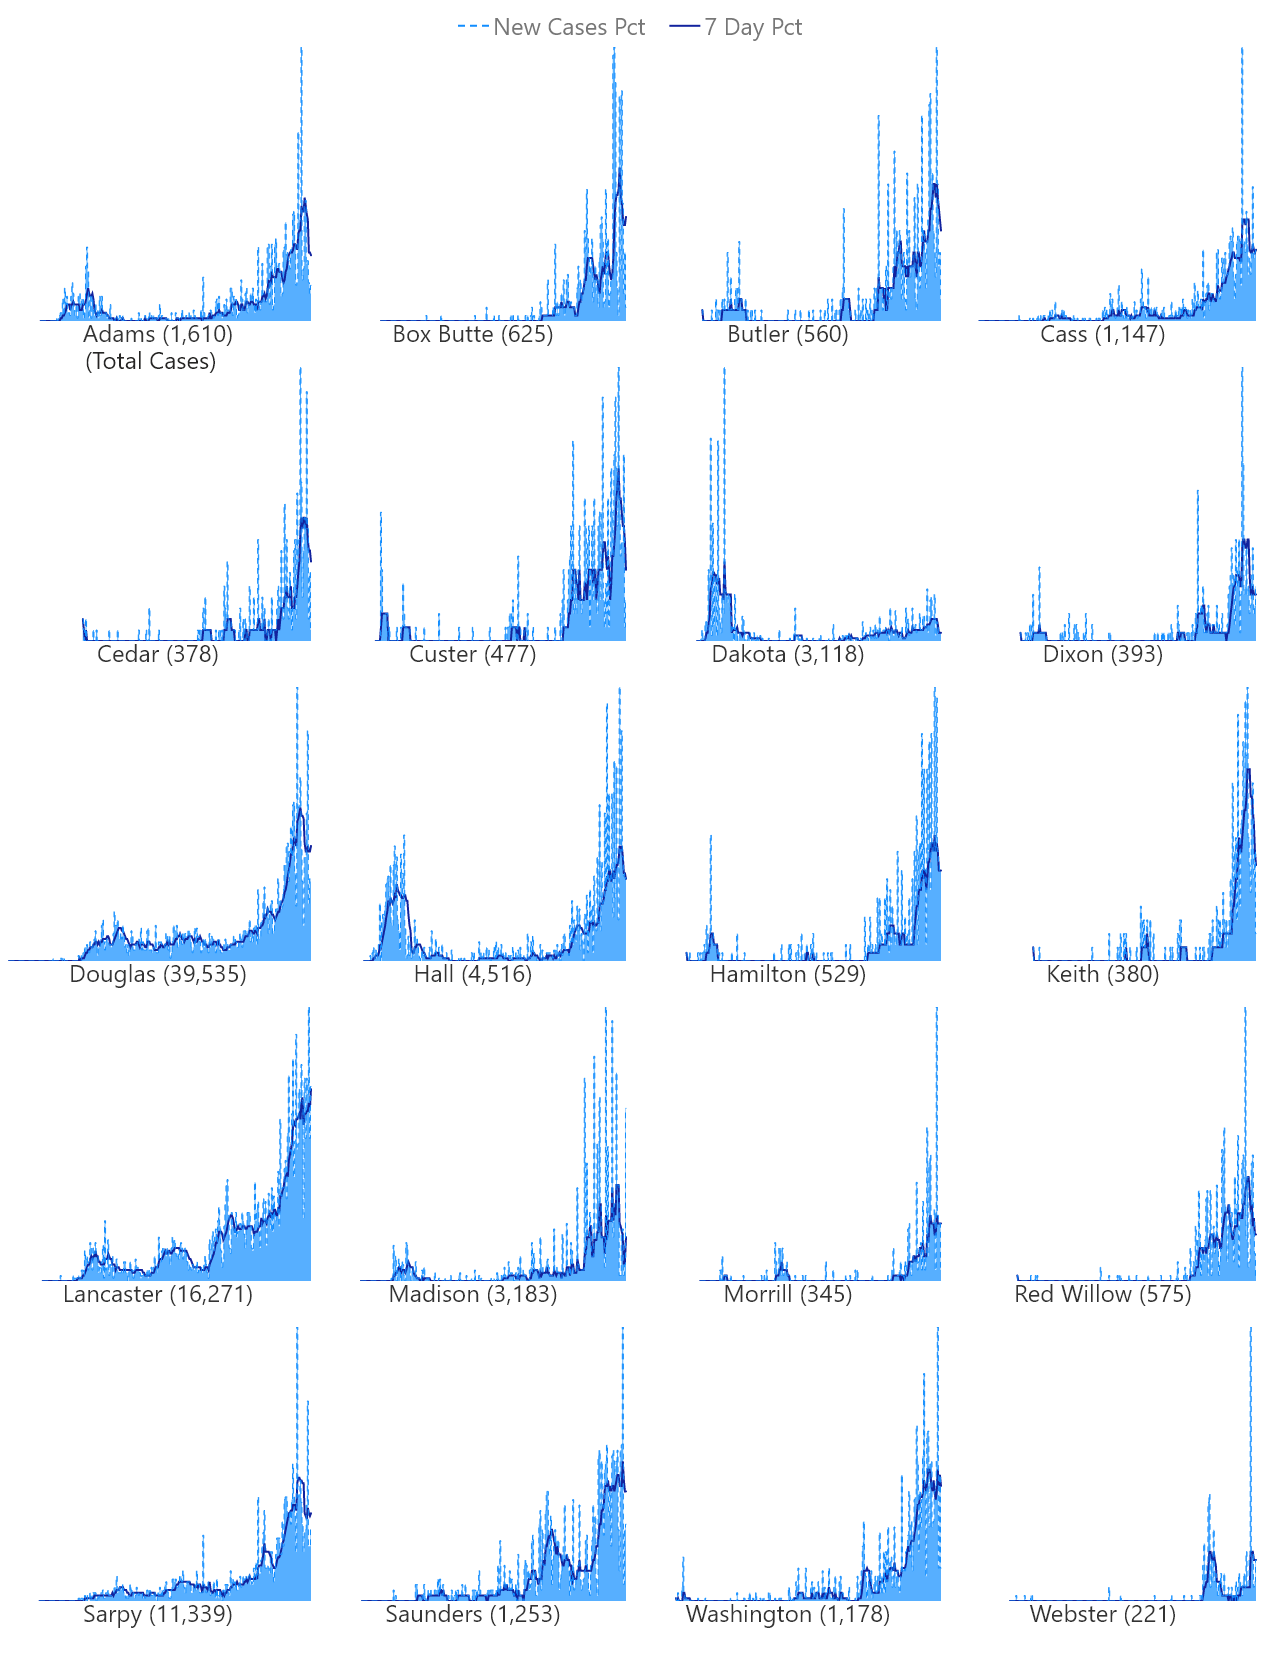 New Cases Pct 7 Day Pct
Adams (1,610) Box Butte (625) Butler (560) Cass (1,147)
(Total Cases)
Cedar (378) Custer (477) Dakota (3,118) Dixon (393)
Douglas (39,535) Hall (4,516) Hamilton (529) Keith (380)
Lancaster (16,271) Madison (3,183) Morrill (345) Red Willow (575)
Sarpy (11,339) Saunders (1,253) Washington (1,178) Webster (221)